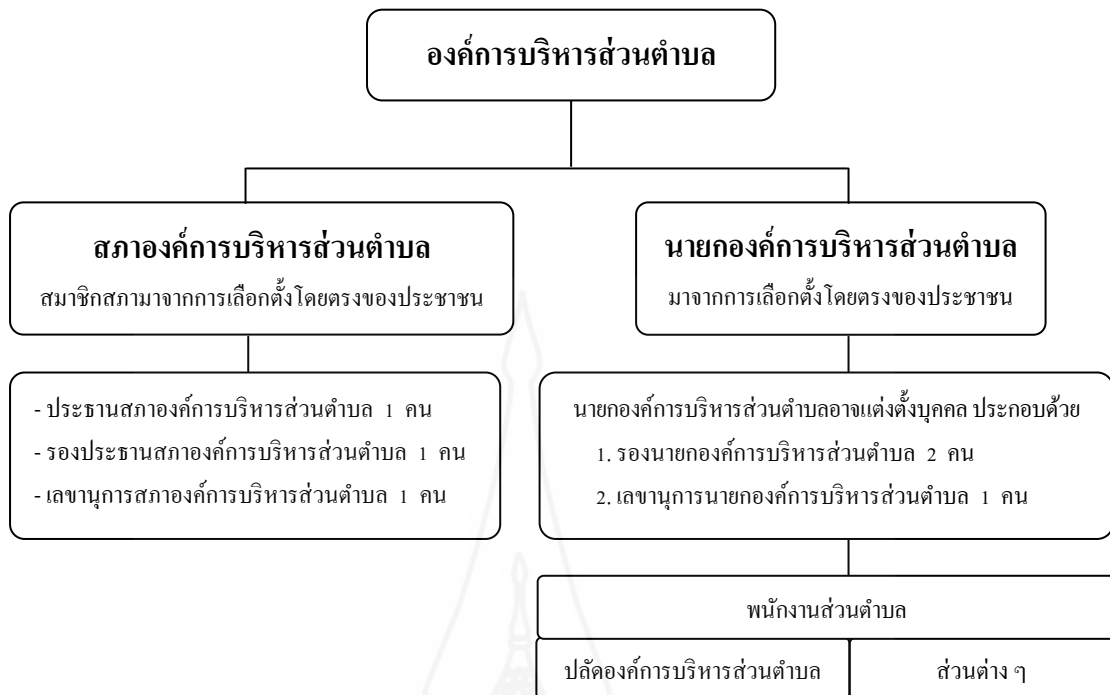 องค์การบริหารส่วนตำบล
สภาองค์การบริหารส่วนตำบล
สมาชิกสภามาจากการเลือกตั้งโดยตรงของประชาชน
นายกองค์การบริหารส่วนตำบล
มาจากการเลือกตั้งโดยตรงของประชาชน
- ประธานสภาองค์การบริหารส่วนตำบล 1 คน
- รองประธานสภาองค์การบริหารส่วนตำบล 1 คน
- เลขานุการสภาองค์การบริหารส่วนตำบล 1 คน
นายกองค์การบริหารส่วนตำบลอาจแต่งตั้งบุคคล ประกอบด้วย
1. รองนายกองค์การบริหารส่วนตำบล 2 คน
2. เลขานุการนายกองค์การบริหารส่วนตำบล 1 คน
พนักงานส่วนตำบล
ปลัดองค์การบริหารส่วนตำบล
ส่วนต่าง ๆ